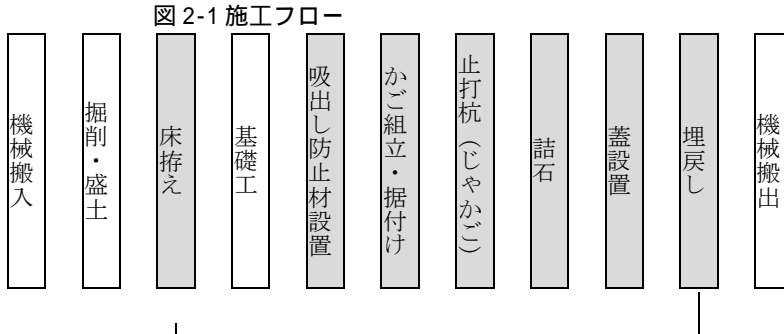 図 2-1 施工フロー
機械搬入
掘削・盛土
床拵え
基礎工
吸出し防止材設置
かご組立・据付け
止打杭（じゃかご）
詰石
蓋設置
埋戻し
機械搬出